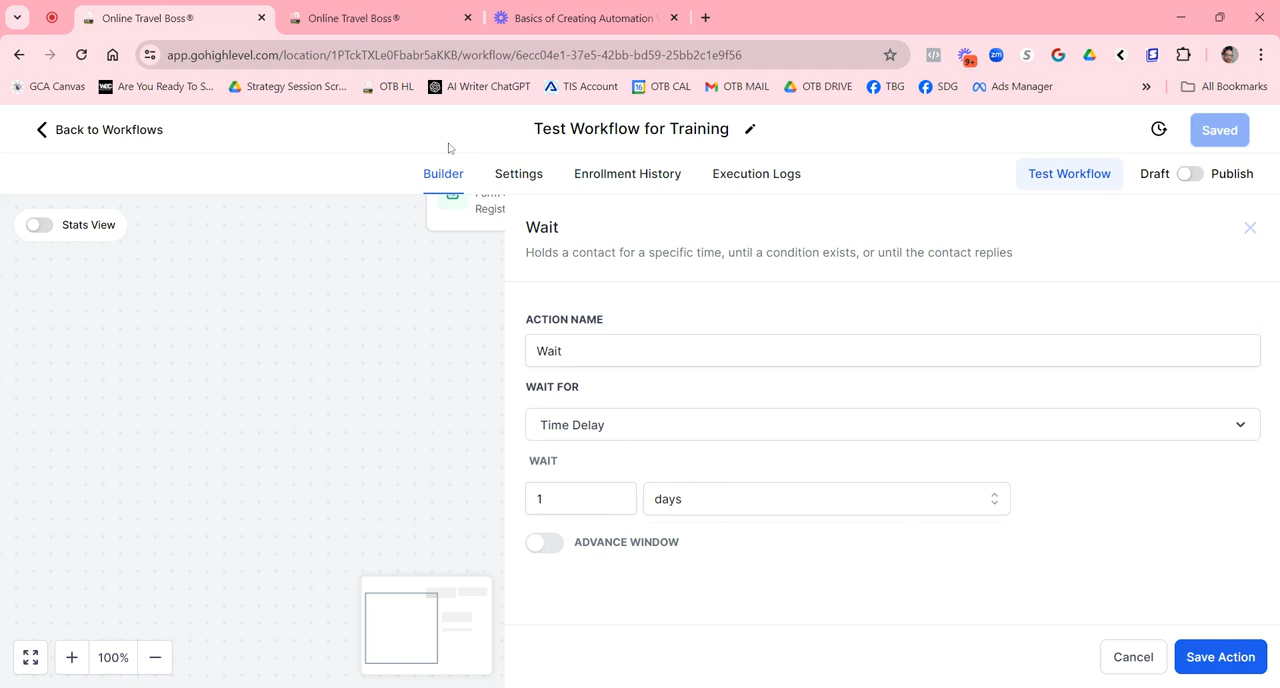 Online Travel Boss®
Online Travel Boss®
Basics of Creating Automation
app.gohighlevel.com/location/1PTckTXLe0Fbabr5aKKB/workflow/6ecc04e1-37e5-42bb-bd59-25bb2c1e9f56
9+
zm
S
GCA Canvas
WEC
Are You Ready To S...
Strategy Session Scr...
OTB HL
AI Writer ChatGPT
TIS Account
16
OTB CAL
OTB MAIL
OTB DRIVE
TBG
SDG
Ads Manager
»
All Bookmarks
Back to Workflows
Test Workflow for Training
Saved
Builder
Settings
Enrollment History
Execution Logs
Test Workflow
Draft
Publish
Stats View
Regist
Wait
Holds a contact for a specific time, until a condition exists, or until the contact replies
ACTION NAME
Wait
WAIT FOR
Time Delay
WAIT
1
days
ADVANCE WINDOW
100%
Cancel
Save Action